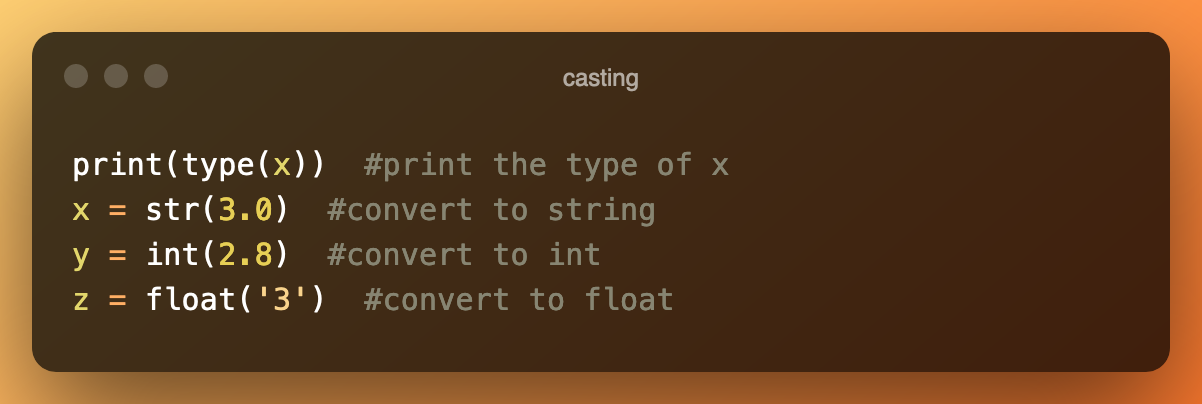 casting
print(type(x))  #print the type of x
x = str(3.0)  #convert to string
y = int(2.8)  #convert to int
z = float('3')  #convert to float